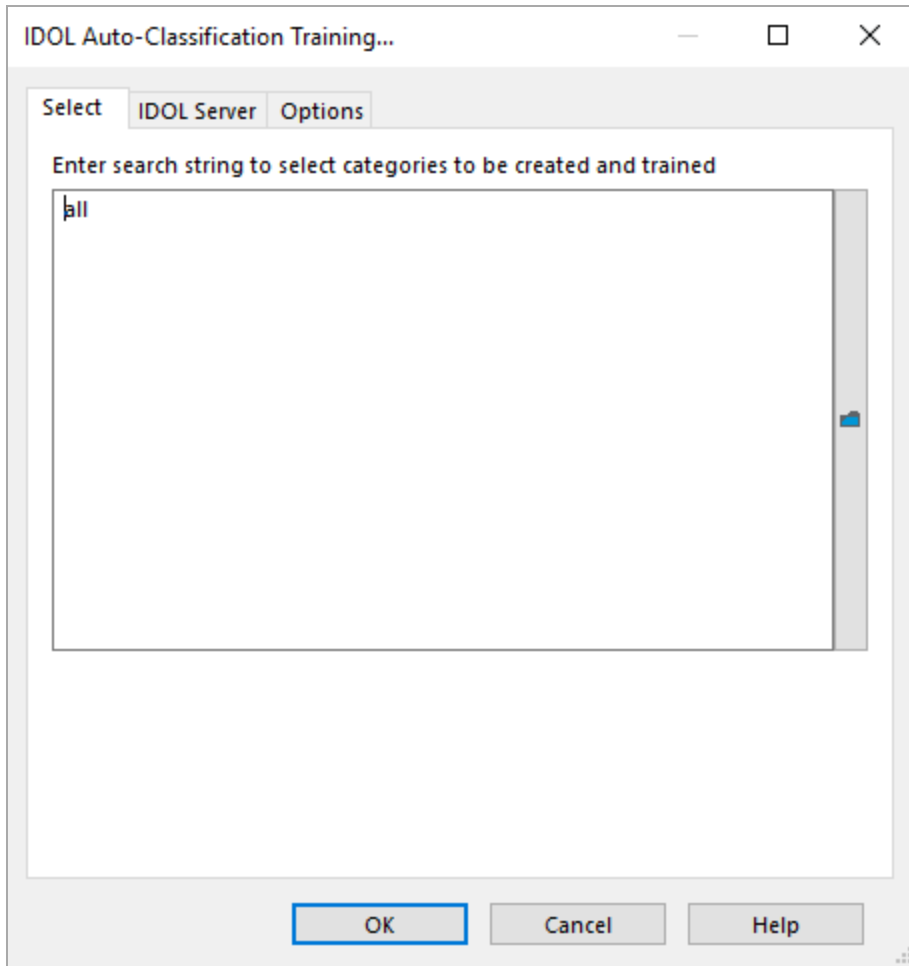 IDOL Auto-Classification Training...
Select IDOL Server Options
Enter search string to select categories to be created and trained
all
OK Cancel Help